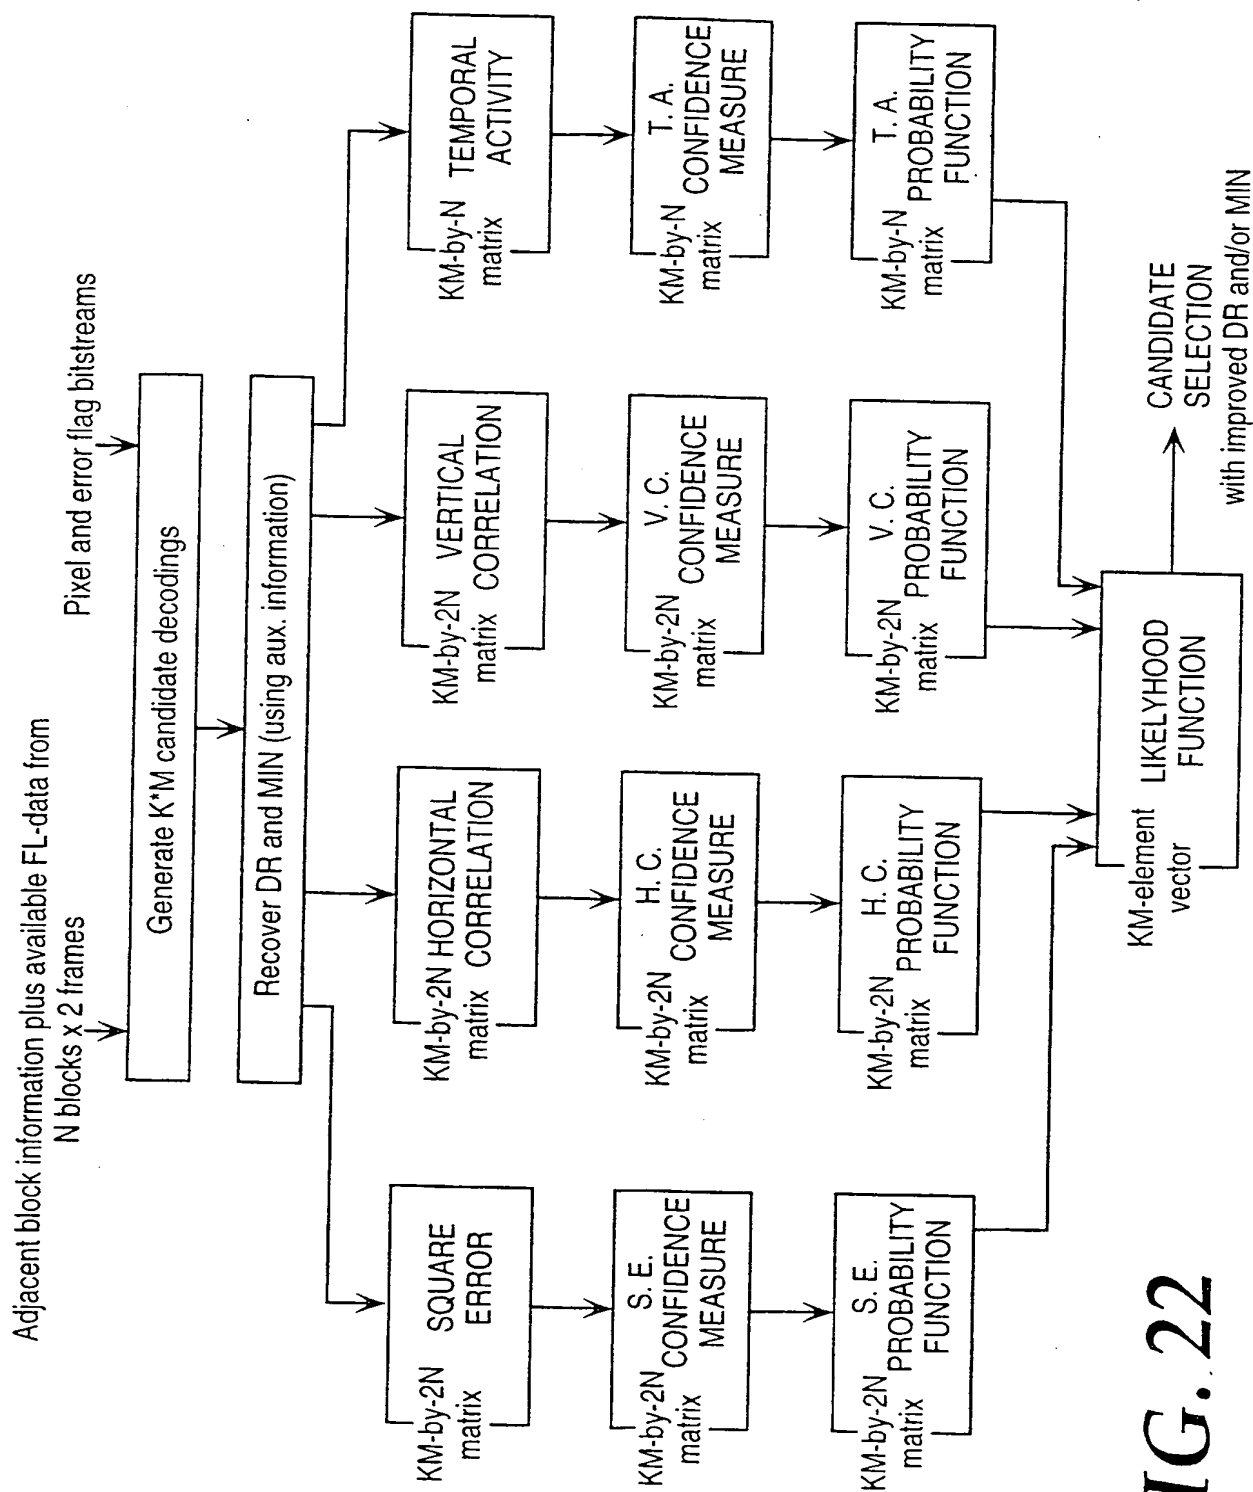 Adjacent block information plus available FL-data from
N blocks x 2 frames
Pixel and error flag bitstreams
Generate K*M candidate decodings
Recover DR and MIN (using aux. information)
KM-by-2N
matrix
SQUARE
ERROR
KM-by-2N
matrix
HORIZONTAL
CORRELATION
KM-by-2N
matrix
VERTICAL
CORRELATION
KM-by-N
matrix
TEMPORAL
ACTIVITY
KM-by-2N
matrix
S. E.
CONFIDENCE
MEASURE
KM-by-2N
matrix
H. C.
CONFIDENCE
MEASURE
KM-by-2N
matrix
V. C.
CONFIDENCE
MEASURE
KM-by-N
matrix
T. A.
CONFIDENCE
MEASURE
KM-by-2N
matrix
S. E.
PROBABILITY
FUNCTION
KM-by-2N
matrix
H. C.
PROBABILITY
FUNCTION
KM-by-2N
matrix
V. C.
PROBABILITY
FUNCTION
KM-by-N
matrix
T. A.
PROBABILITY
FUNCTION
KM-element
vector
LIKELYHOOD
FUNCTION
CANDIDATE
SELECTION
with improved DR and/or MIN
IG. 22